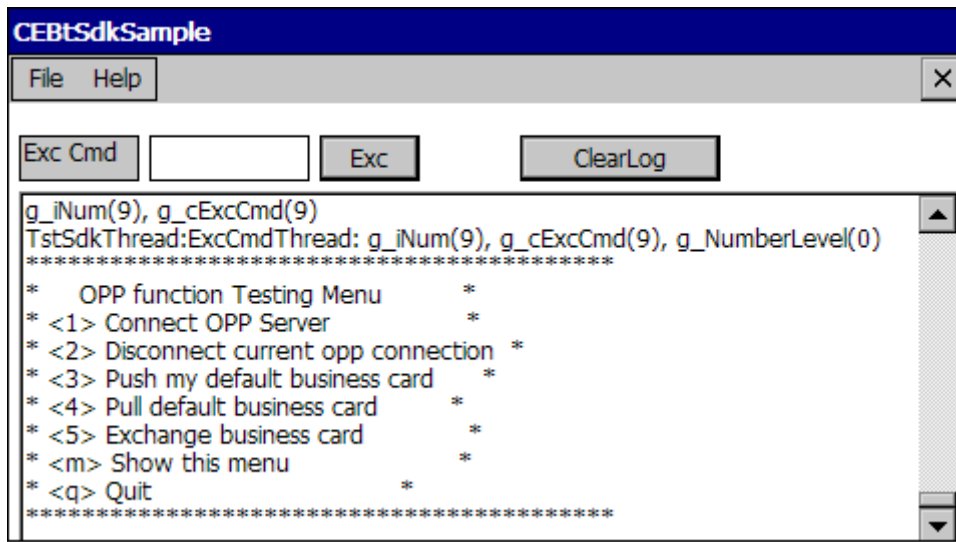 CEBtSdkSample
File Help
Exc Cmd Exc ClearLog
g_iNum(9), g_cExcCmd(9)
TstSdkThread:ExcCmdThread: g_iNum(9), g_cExcCmd(9), g_NumberLevel(0)
******************************************
* OPP function Testing Menu *
* <1> Connect OPP Server *
* <2> Disconnect current opp connection *
* <3> Push my default business card *
* <4> Pull default business card *
* <5> Exchange business card *
* <m> Show this menu *
* <q> Quit *
******************************************